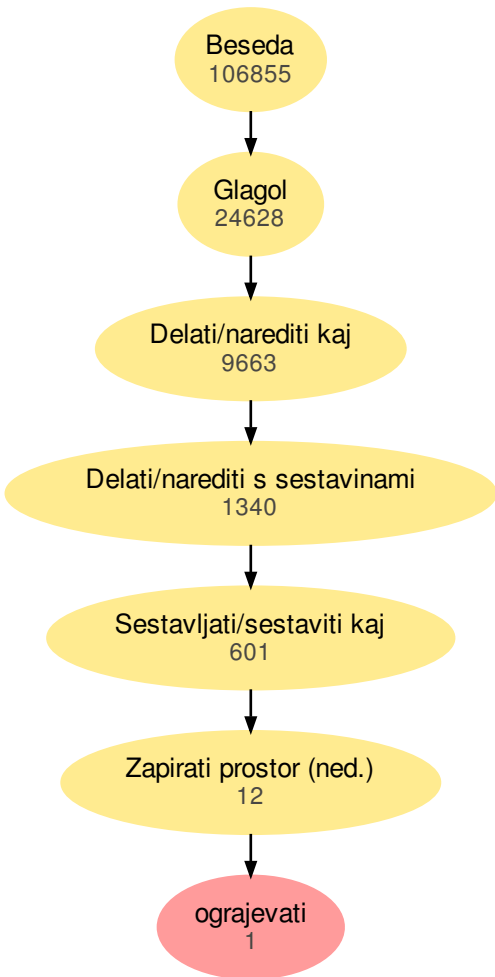 Beseda
106855
Glagol
24628
Delati/narediti kaj
9663
Delati/narediti s sestavinami
1340
Sestavljati/sestaviti kaj
601
Zapirati prostor (ned.)
12
ograjevati
1